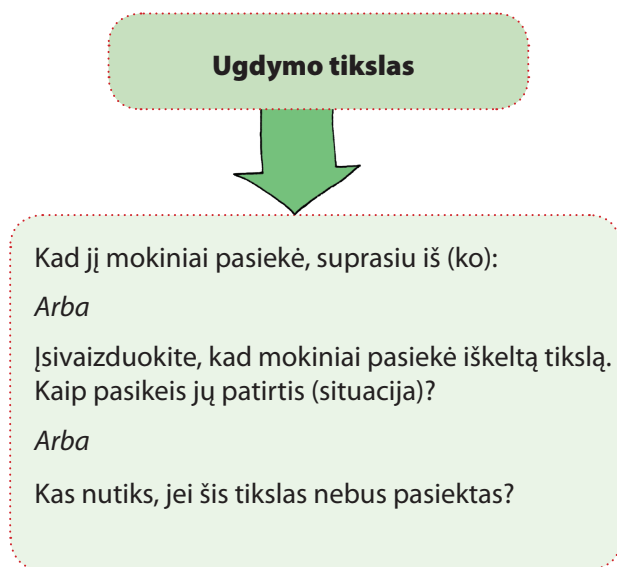 Ugdymo tikslas
Kad jį mokiniai pasiekė, suprasiu iš (ko):
Arba
Įsivaizduokite, kad mokiniai pasiekė iškeltą tikslą.
Kaip pasikeis jų patirtis (situacija)?
Arba
Kas nutiks, jei šis tikslas nebus pasiektas?